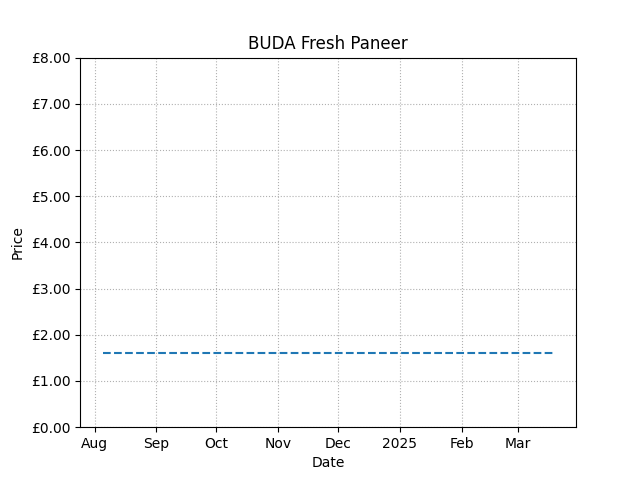 BUDA Fresh Paneer
£8.00
£7.00
£6.00
£5.00
£4.00
£3.00
£2.00
£1.00
£0.00
Price
Aug Sep Oct Nov Dec 2025 Feb Mar
Date